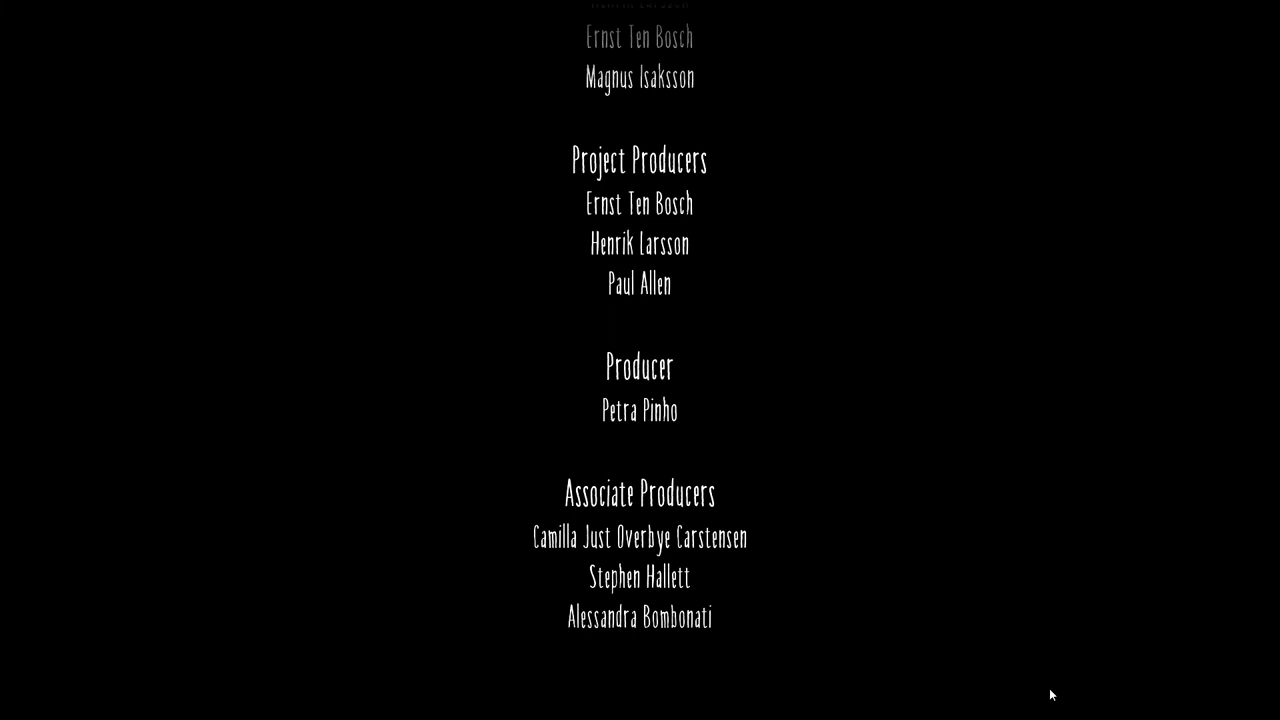 Ernst Ten Bosch
Magnus Isaksson
Project Producers
Ernst Ten Bosch
Henrik Larsson
Paul Allen
Producer
Petra Pinho
Associate Producers
Camilla Just Overbye Carstensen
Stephen Hallett
Alessandra Bombonati